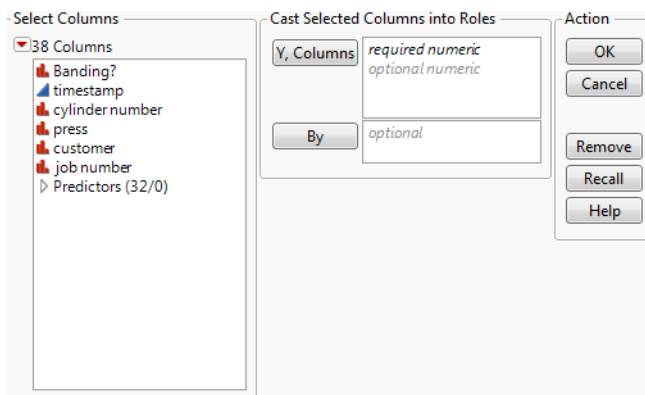 Select Columns
38 Columns
Banding?
timestamp
cylinder number
press
customer
job number
Predictors (32/0)
Cast Selected Columns into Roles
Y, Columns
required numeric
optional numeric
By
optional
Action
OK
Cancel
Remove
Recall
Help